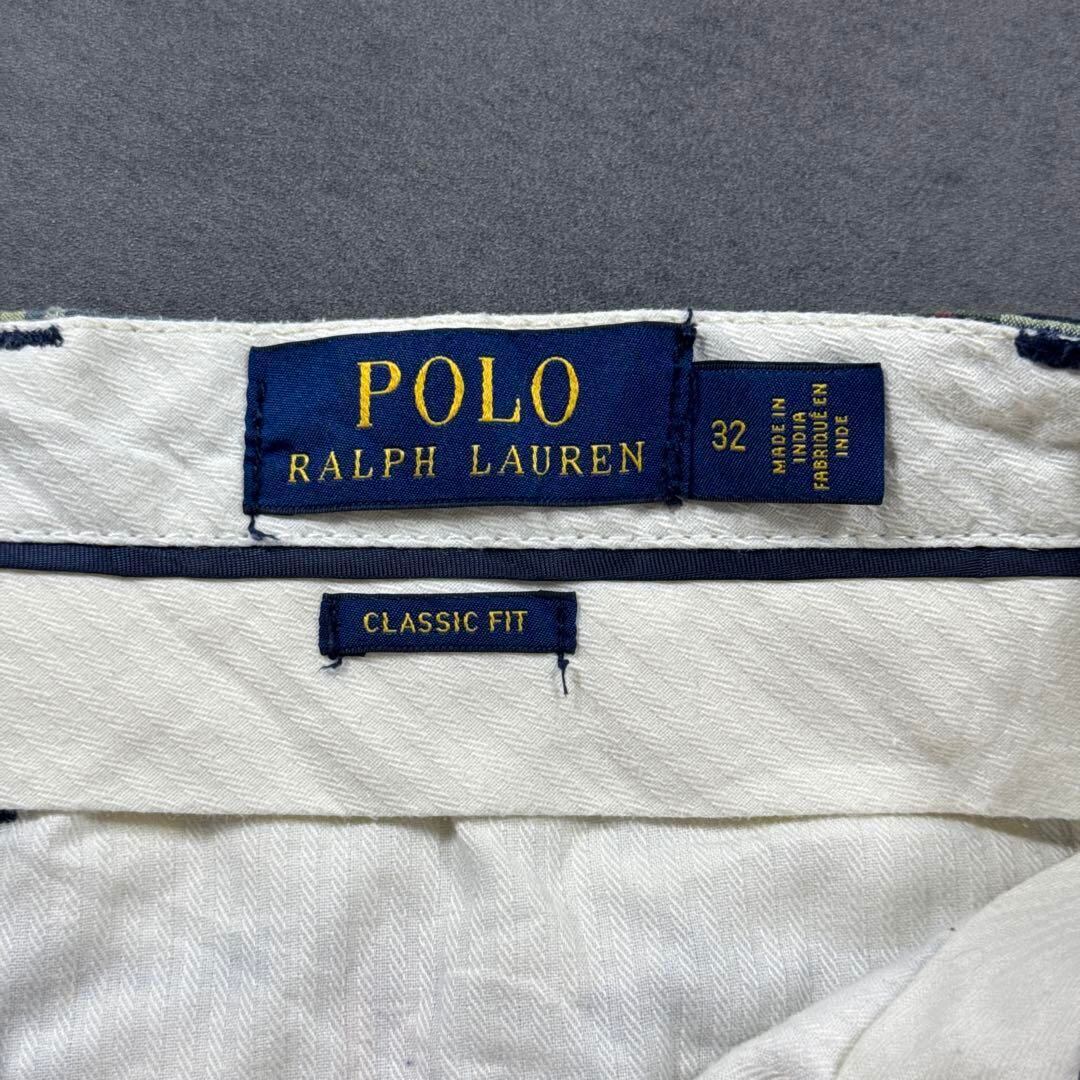 POLO
RALPH LAUREN
32
MADE IN
INDIA
FABRIQUÉ EN
INDE
CLASSIC FIT